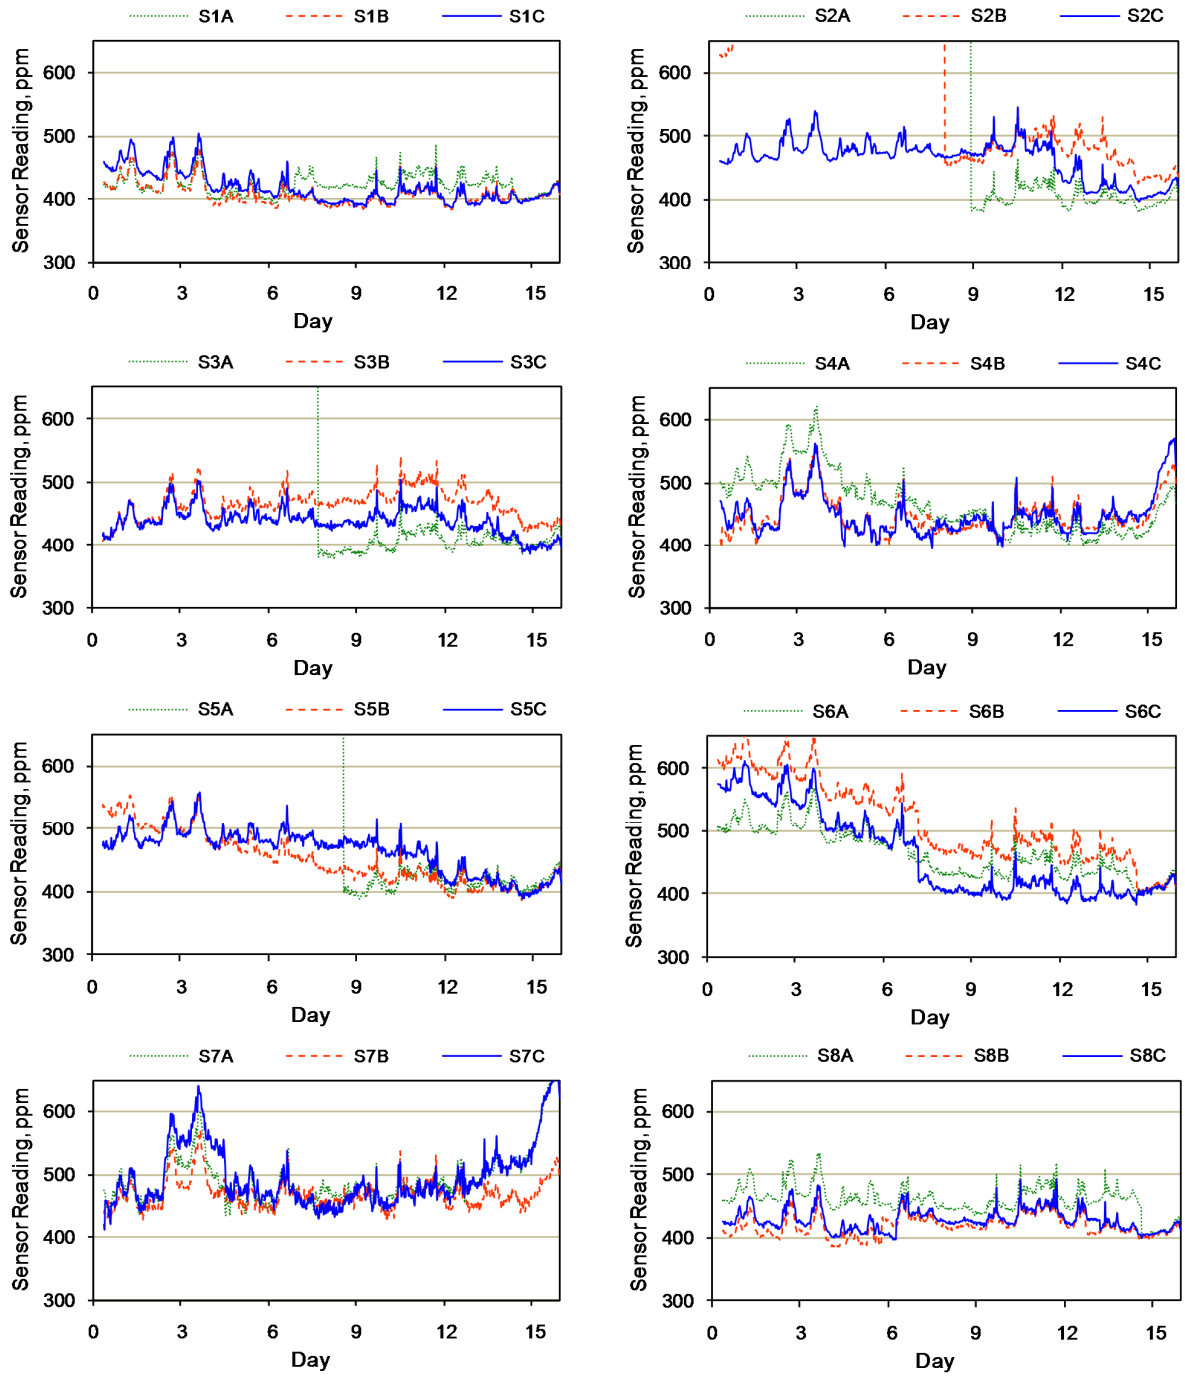 S1A S1B S1C
Sensor Reading, ppm
600
500
400
300
0 3 6 9 12 15
Day
S2A S2B S2C
Sensor Reading, ppm
600
500
400
300
0 3 6 9 12 15
Day
S3A S3B S3C
Sensor Reading, ppm
600
500
400
300
0 3 6 9 12 15
Day
S4A S4B S4C
Sensor Reading, ppm
600
500
400
300
0 3 6 9 12 15
Day
S5A S5B S5C
Sensor Reading, ppm
600
500
400
300
0 3 6 9 12 15
Day
S6A S6B S6C
Sensor Reading, ppm
600
500
400
300
0 3 6 9 12 15
Day
S7A S7B S7C
Sensor Reading, ppm
600
500
400
300
0 3 6 9 12 15
Day
S8A S8B S8C
Sensor Reading, ppm
600
500
400
300
0 3 6 9 12 15
Day